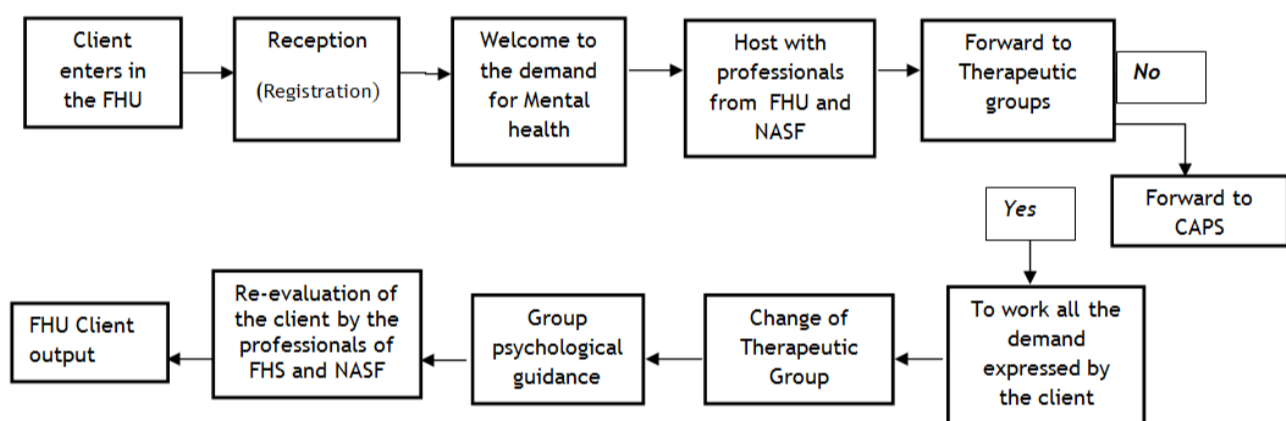 Client
enters in
the FHU
Reception
(Registration)
Welcome to
the demand
for Mental
health
Host with
professionals
from FHU and
NASF
Forward to
Therapeutic
groups
No
Forward to
CAPS
Yes
To work all the
demand
expressed by
the client
Change of
Therapeutic
Group
Group
psychological
guidance
Re-evaluation of
the client by the
professionals of
FHS and NASF
FHU Client
output